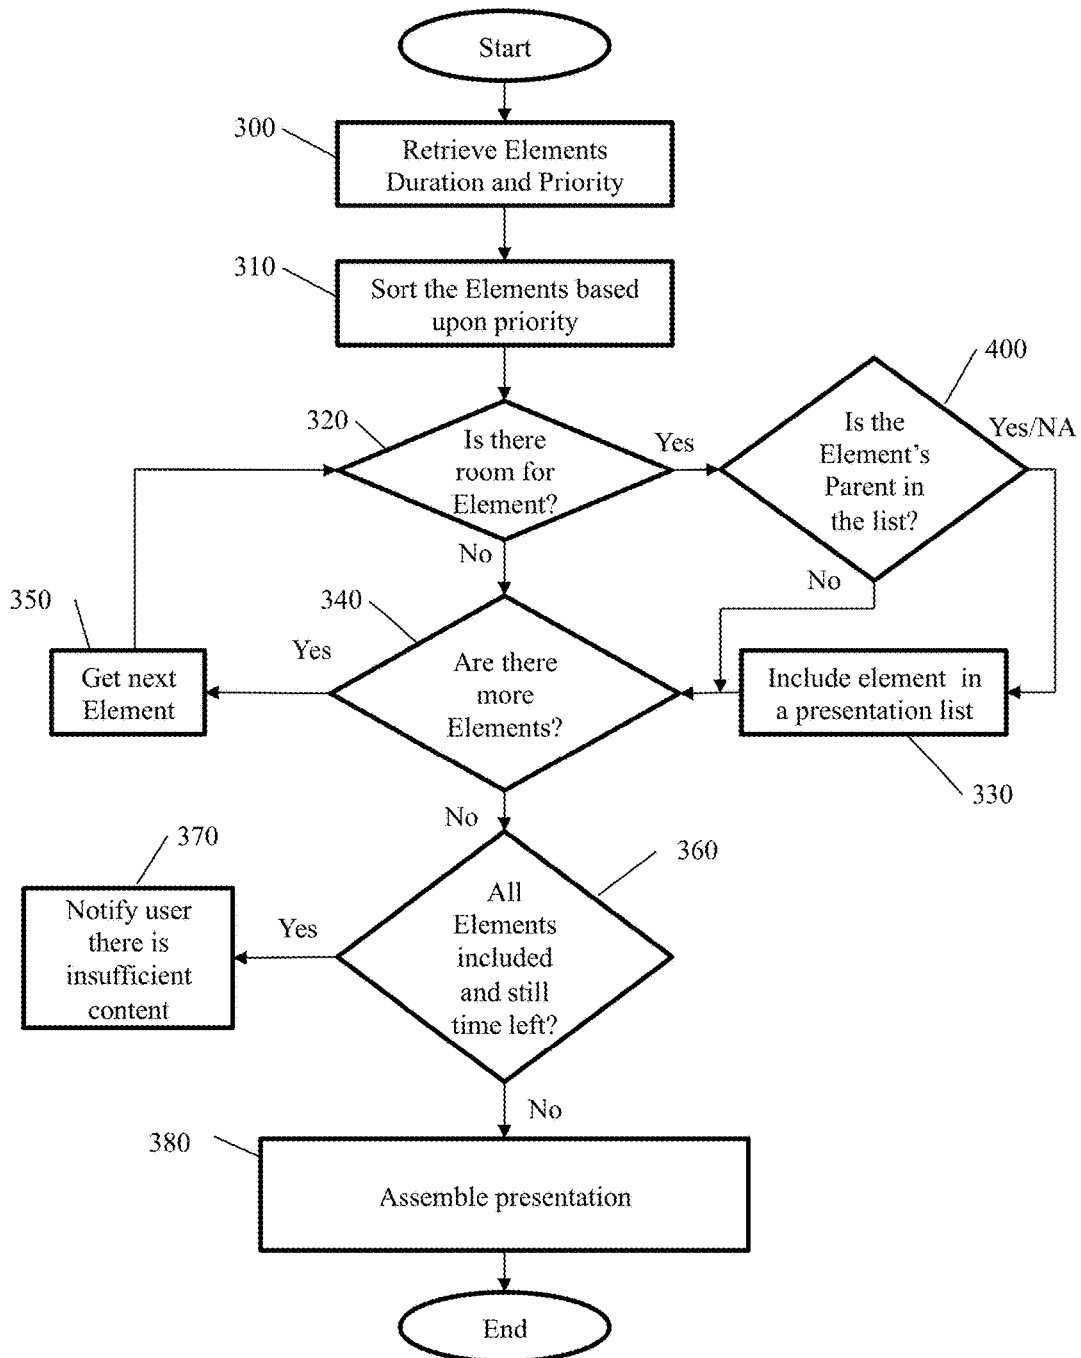 Start
300
Retrieve Elements
Duration and Priority
310
Sort the Elements based
upon priority
400
320
Is there
room for
Element?
Yes
Is the
Element's
Parent in
the list?
Yes/NA
No
No
350
340
Yes
Get next
Element
Are there
more
Elements?
Include element in
a presentation list
330
No
370
360
Notify user
there is
insufficient
content
Yes
All
Elements
included
and still
time left?
No
380
Assemble presentation
End